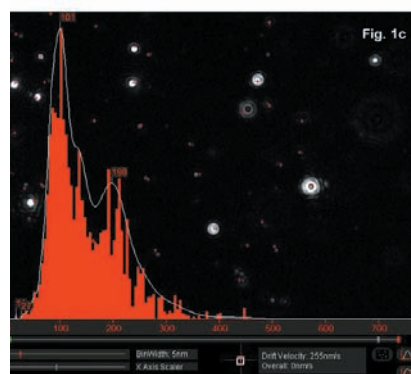 Fig. 1c
101
198
100 200 300 400 500 600 700
BinWidth: 5nm
X Axis Scaler
Drift Velocity: 255nm/s
Overall: 0nm/s